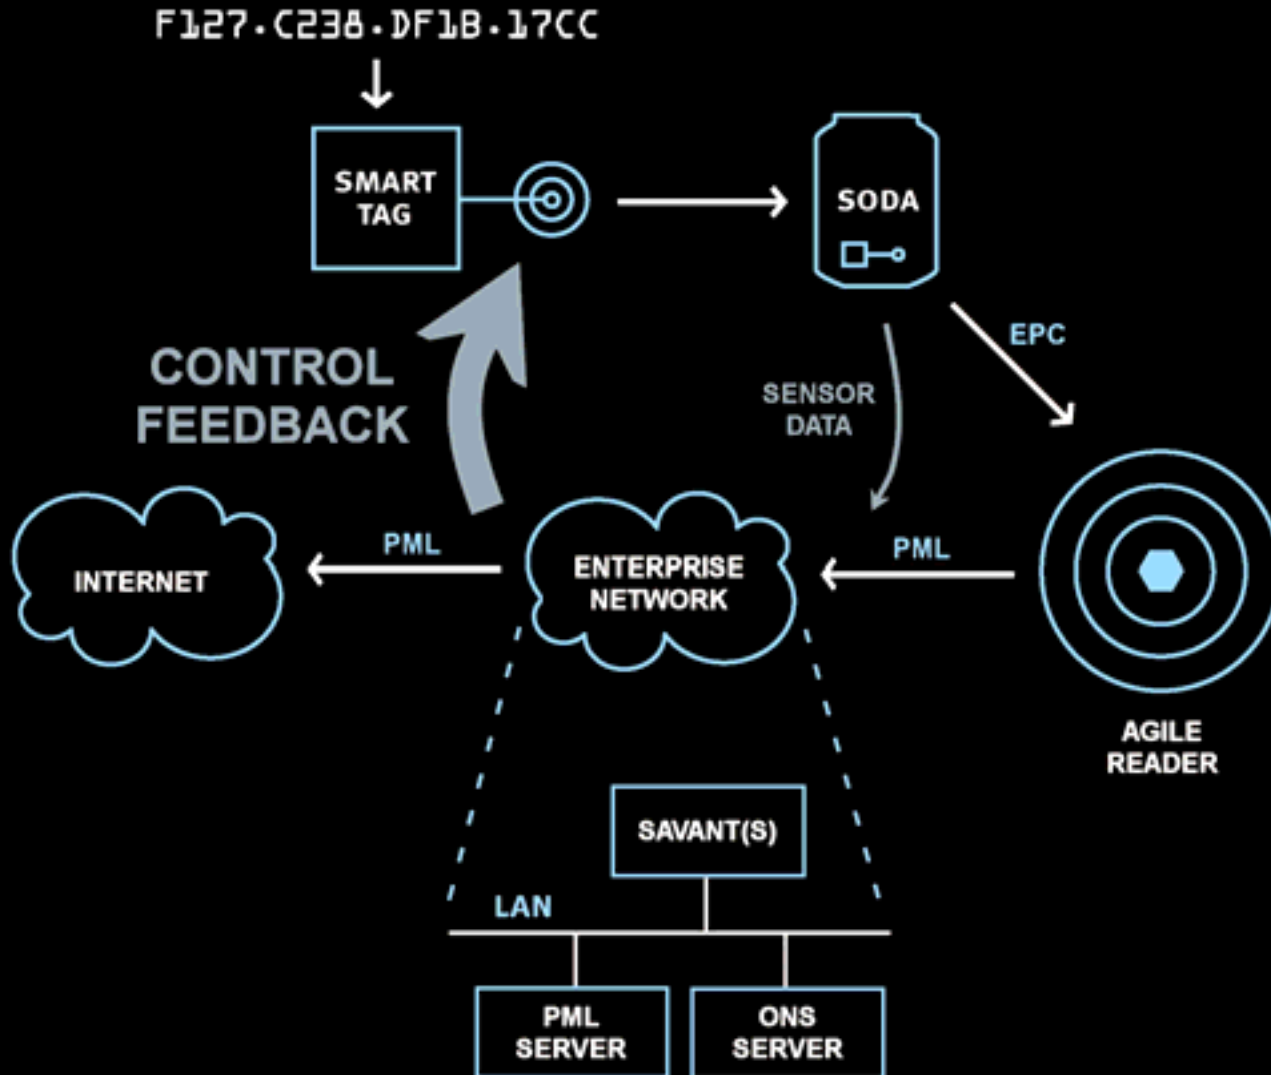 F127.C238.DF1B.17CC
SMART
TAG
SODA
EPC
CONTROL
FEEDBACK
SENSOR
DATA
INTERNET
PML
ENTERPRISE
NETWORK
PML
AGILE
READER
SAVANT(S)
LAN
PML
SERVER
ONS
SERVER